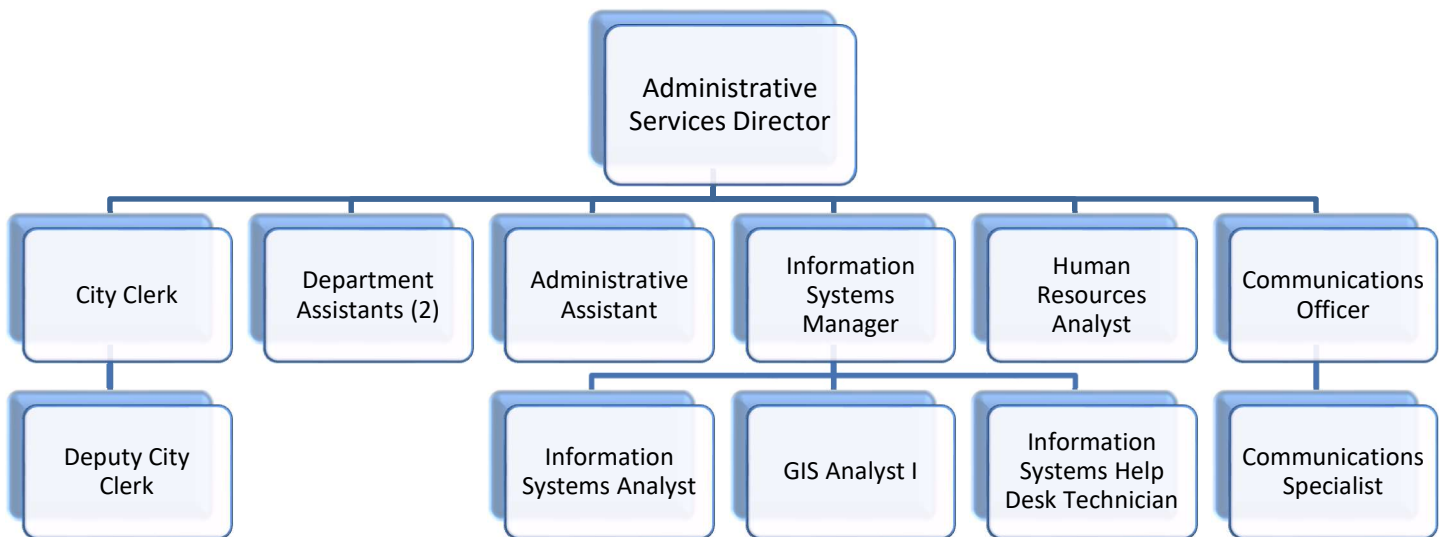 Administrative
Services Director
City Clerk
Department
Assistants (2)
Administrative
Assistant
Information
Systems
Manager
Human
Resources
Analyst
Communications
Officer
Deputy City
Clerk
Information
Systems Analyst
GIS Analyst I
Information
Systems Help
Desk Technician
Communications
Specialist